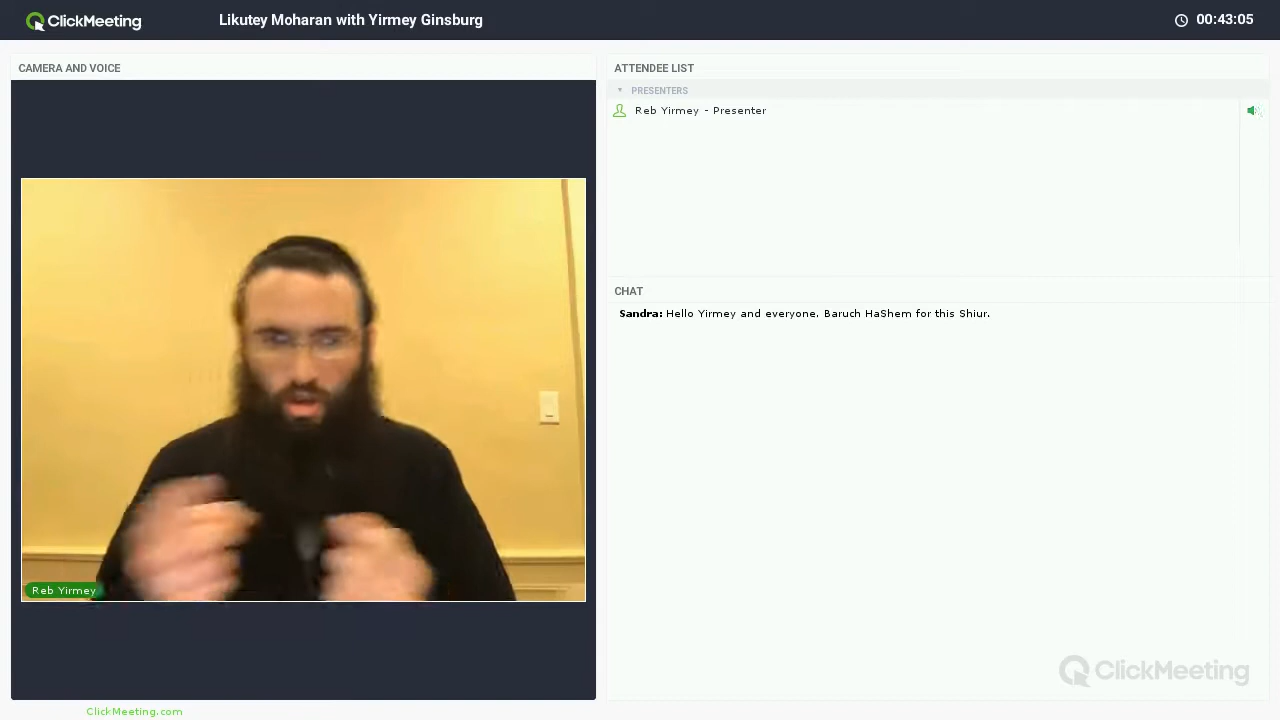 ClickMeeting
Likutey Moharan with Yirmey Ginsburg
00:43:05
CAMERA AND VOICE
Reb Yirmey
ATTENDEE LIST
PRESENTERS
Reb Yirmey - Presenter
CHAT
Sandra: Hello Yirmey and everyone. Baruch HaShem for this Shiur.
ClickMeeting
ClickMeeting.com